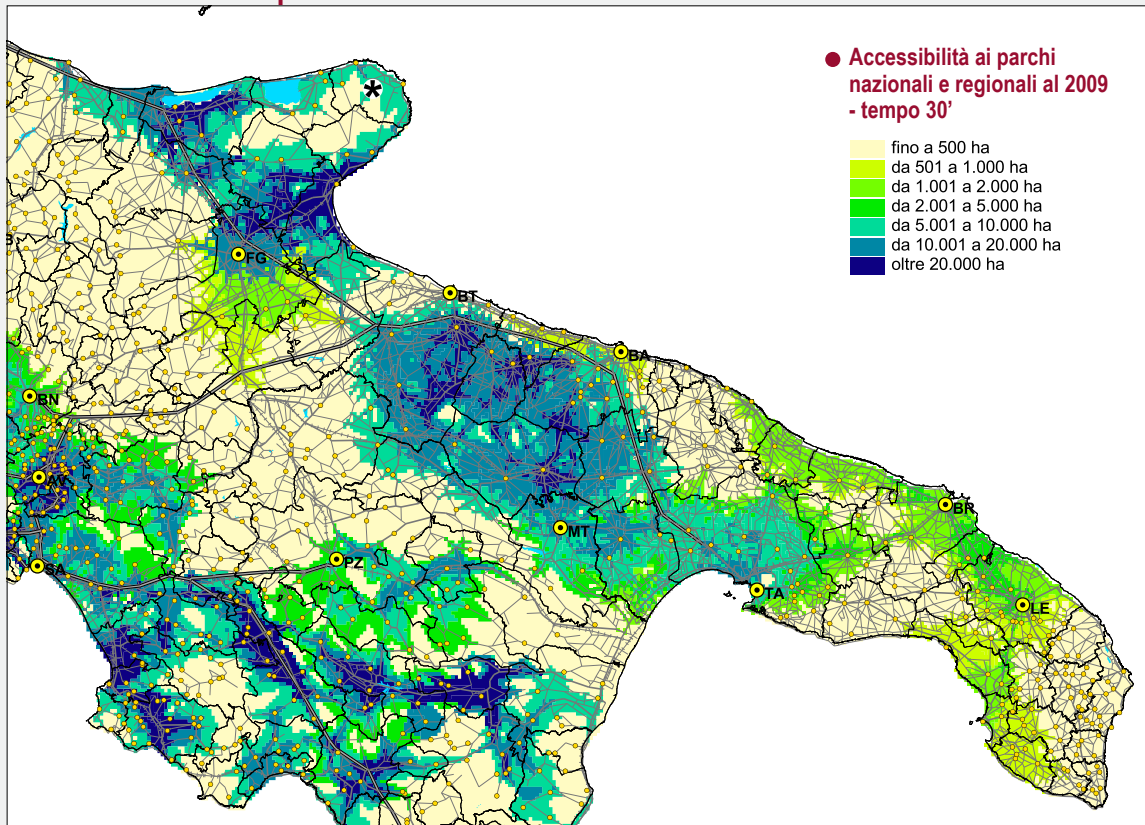 ● Accessibilità ai parchi
nazionali e regionali al 2009
- tempo 30'
fino a 500 ha
da 501 a 1.000 ha
da 1.001 a 2.000 ha
da 2.001 a 5.000 ha
da 5.001 a 10.000 ha
da 10.001 a 20.000 ha
oltre 20.000 ha
*
FG
BT
BA
BN
AV
BR
MT
PZ
SA
TA
LE